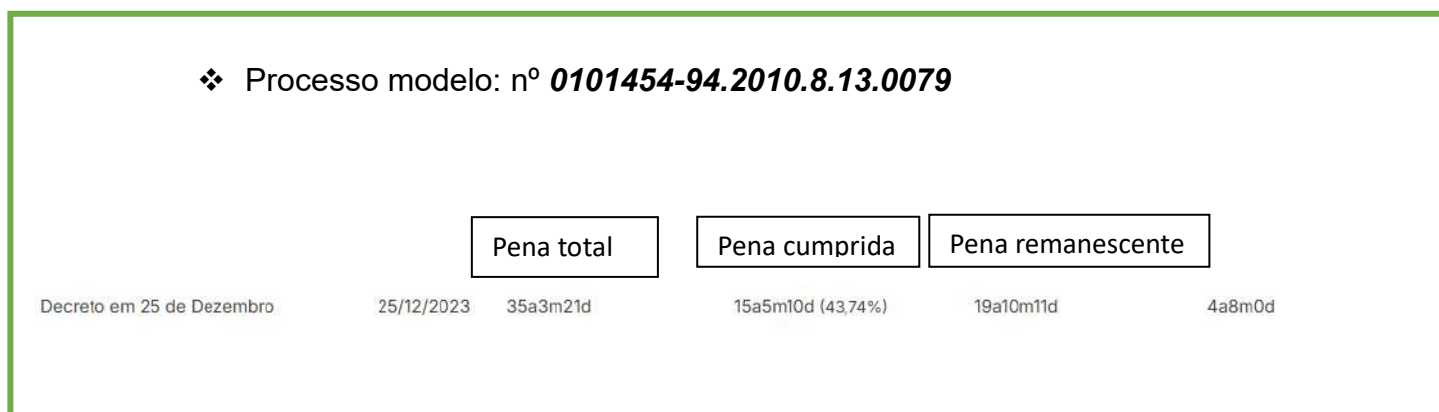 ❖ Processo modelo: nº 0101454-94.2010.8.13.0079
Pena total Pena cumprida Pena remanescente
Decreto em 25 de Dezembro 25/12/2023 35a3m21d 15a5m10d (43,74%) 19a10m11d 4a8m0d